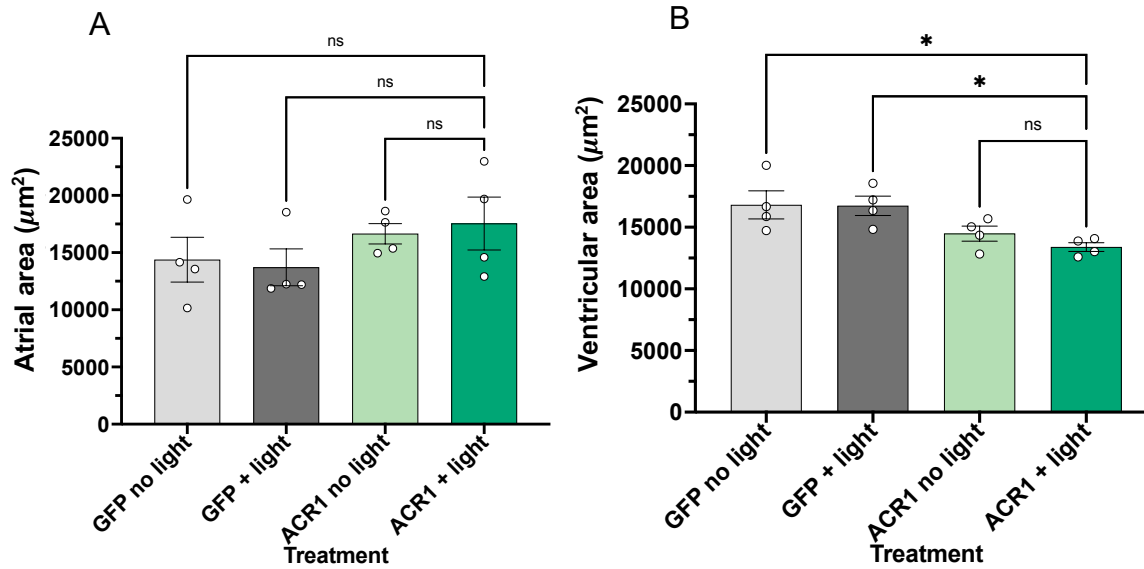 A
ns
ns
ns
Atrial area (μm²)
25000
20000
15000
10000
5000
0
GFP no light
GFP + light
ACR1 no light
ACR1 + light
Treatment
B
*
*
ns
Ventricular area (μm²)
25000
20000
15000
10000
5000
0
GFP no light
GFP + light
ACR1 no light
ACR1 + light
Treatment